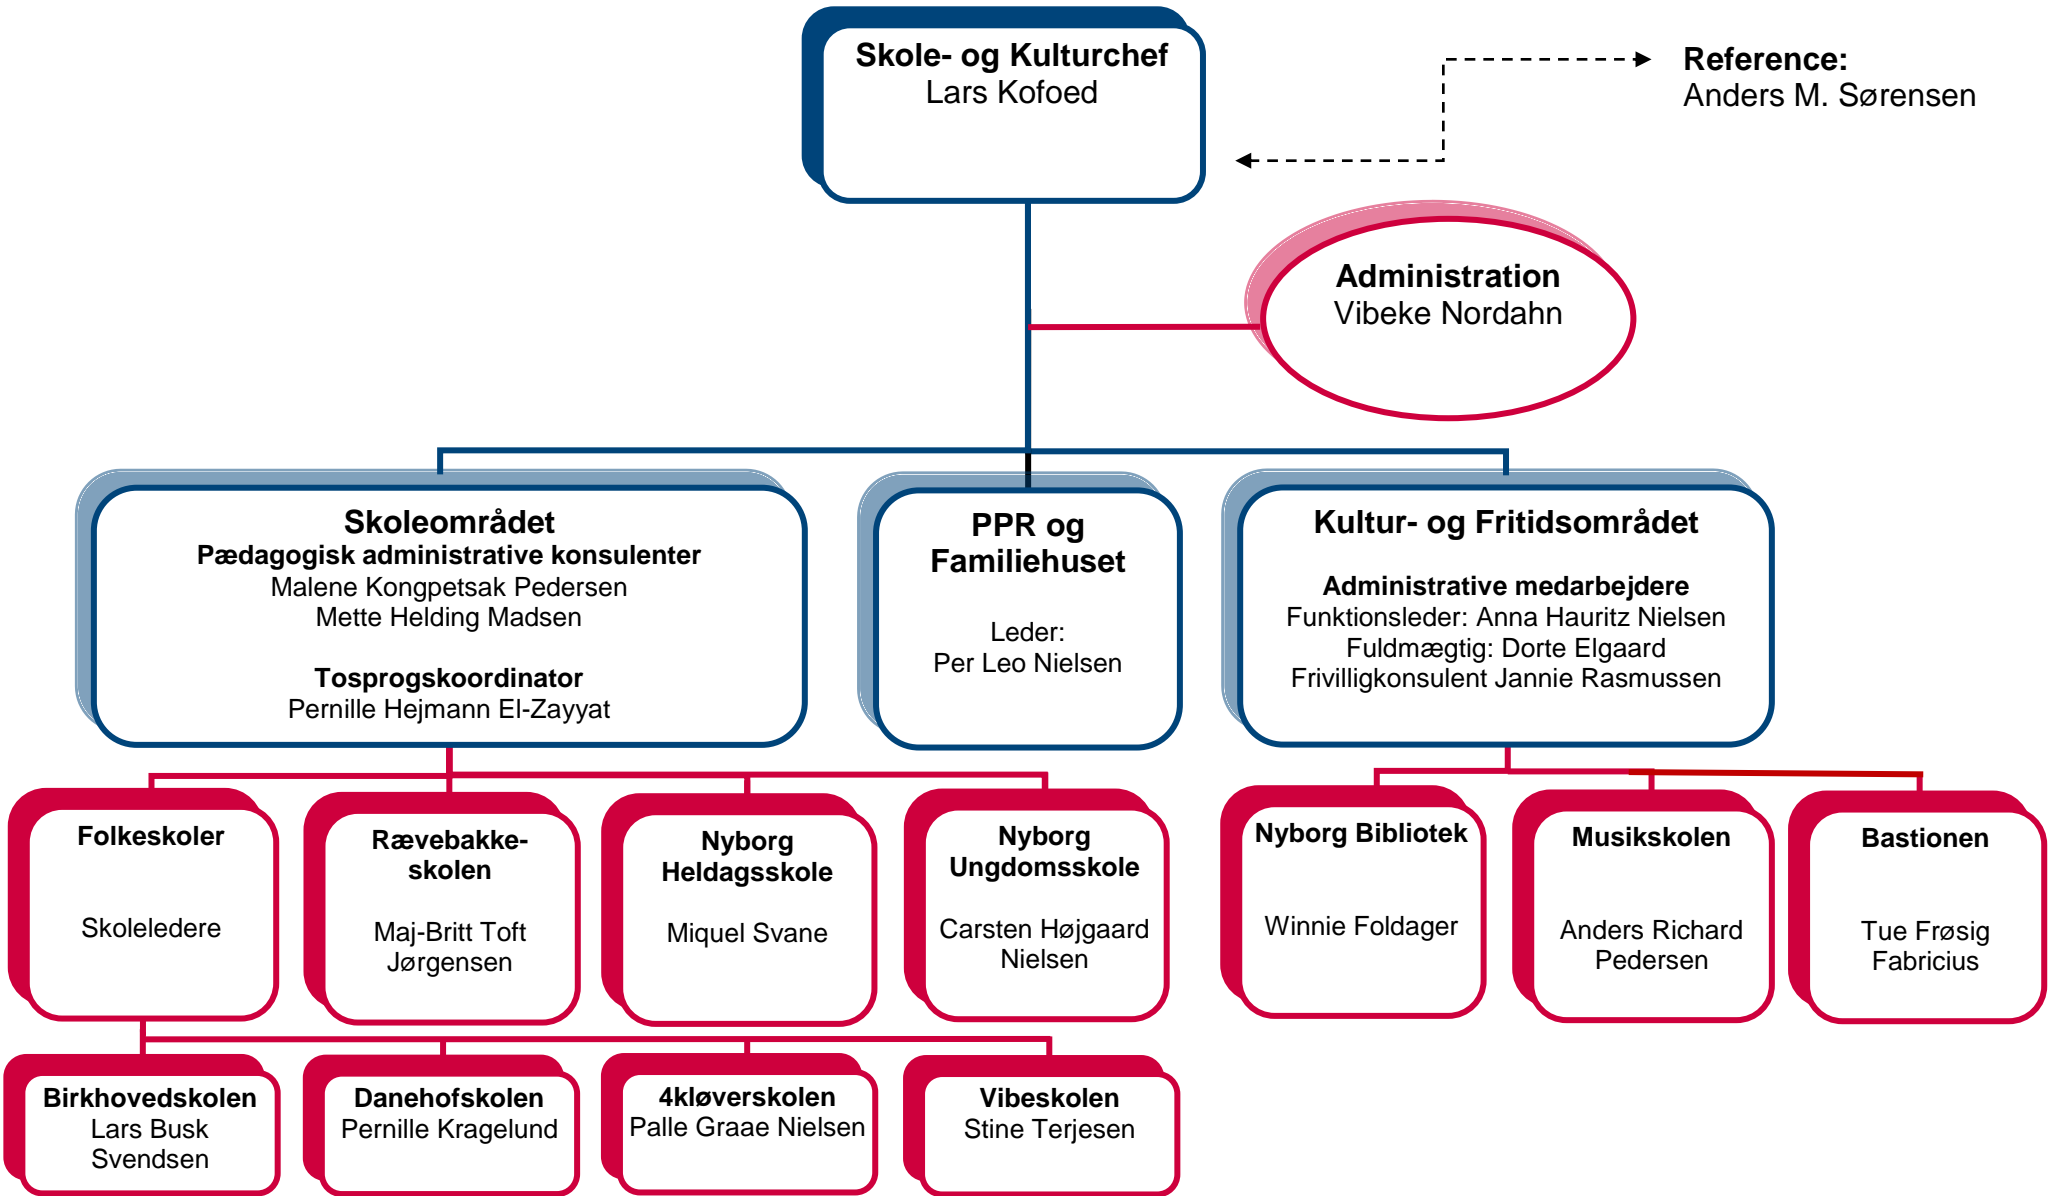 Skole- og Kulturchef
Lars Kofoed
Reference:
Anders M. Sørensen
Administration
Vibeke Nordahn
Skoleområdet
Pædagogisk administrative konsulenter
Malene Kongpetsak Pedersen
Mette Helding Madsen
Tosprogskoordinator
Pernille Hejmann El-Zayyat
PPR og
Familiehuset
Leder:
Per Leo Nielsen
Kultur- og Fritidsområdet
Administrative medarbejdere
Funktionsleder: Anna Hauritz Nielsen
Fuldmægtig: Dorte Elgaard
Frivilligkonsulent Jannie Rasmussen
Folkeskoler
Skoleledere
Rævebakke-
skolen
Maj-Britt Toft
Jørgensen
Nyborg
Heldagsskole
Miquel Svane
Nyborg
Ungdomsskole
Carsten Højgaard
Nielsen
Nyborg Bibliotek
Winnie Foldager
Musikskolen
Anders Richard
Pedersen
Bastionen
Tue Frøsig
Fabricius
Birkhovedskolen
Lars Busk
Svendsen
Danehofskolen
Pernille Kragelund
4kløverskolen
Palle Graae Nielsen
Vibeskolen
Stine Terjesen